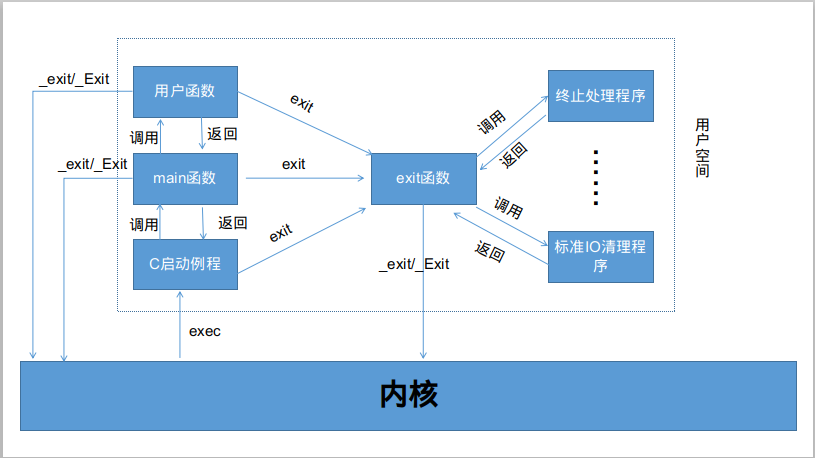 _exit/_Exit
用户函数
exit
调用
终止处理程序
用户空间
调用
返回
返回
_exit/_Exit
main函数
exit
exit函数
调用
返回
exit
调用
返回
C启动例程
标准IO清理程
序
_exit/_Exit
exec
内核